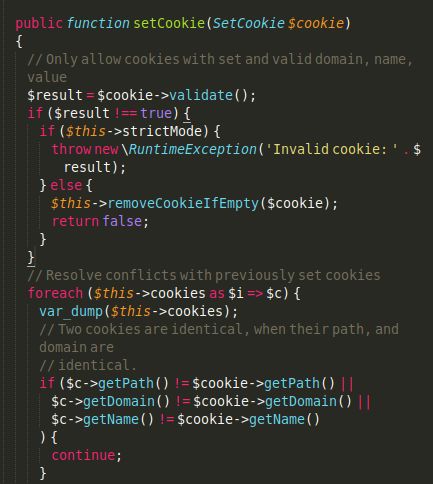 public function setCookie(SetCookie $cookie)
{
// Only allow cookies with set and valid domain, name,
value
$result = $cookie->validate();
if ($result !== true) {
if ($this->strictMode) {
throw new \RuntimeException('Invalid cookie: ' . $
result);
} else {
$this->removeCookieIfEmpty($cookie);
return false;
}
}
// Resolve conflicts with previously set cookies
foreach ($this->cookies as $i => $c) {
var_dump($this->cookies);
// Two cookies are identical, when their path, and
domain are
// identical.
if ($c->getPath() != $cookie->getPath() ||
$c->getDomain() != $cookie->getDomain() ||
$c->getName() != $cookie->getName()
) {
continue;
}